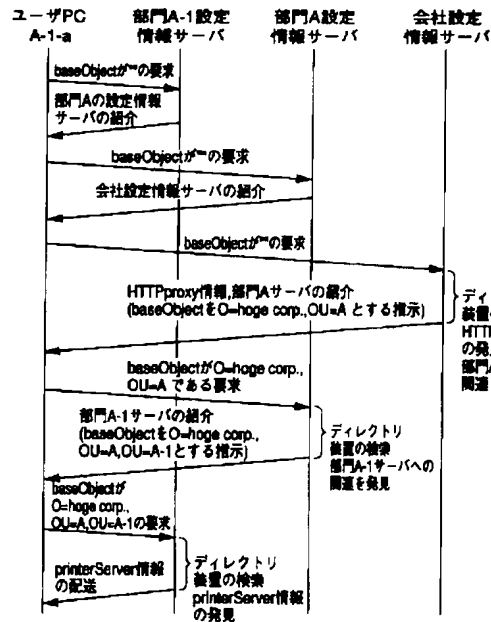 ユーザPC
A-1-a
部門A-1設定
情報サーバ
部門A設定
情報サーバ
会社設定
情報サーバ
baseObjectが""の要求
部門Aの設定情報
サーバの紹介
baseObjectが""の要求
会社設定情報サーバの紹介
baseObjectが""の要求
HTTPproxy情報,部門Aサーバの紹介
(baseObjectをO=hoge corp.,OU=A とする指示)
ディ
装置
HTTP
の発
部門A
関連
baseObjectがO=hoge corp.,
OU=A である要求
部門A-1サーバの紹介
(baseObjectをO=hoge corp.,
OU=A,OU=A-1とする指示)
ディレクトリ
装置の検索
部門A-1サーバへの
関連を発見
baseObjectが
O=hoge corp.,
OU=A,OU=A-1の要求
printerServer情報
の配送
ディレクトリ
装置の検索
printerServer情報
の発見